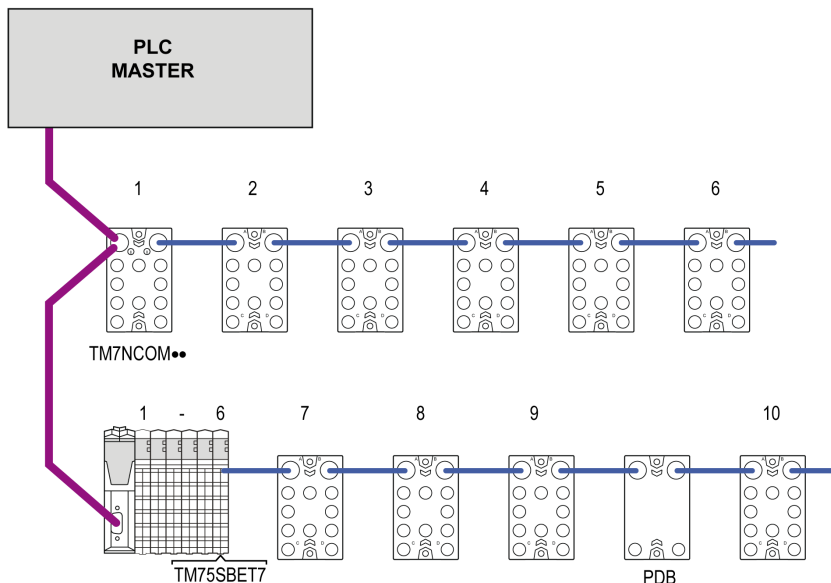 PLC
MASTER
1 2 3 4 5 6
A B A B A B A B A B
C D C D C D C D C D
TM7NCOM••
1 - 6 7 8 9 10
A B A B A B A B A B
C D C D C D C D
TM75SBET7
PDB